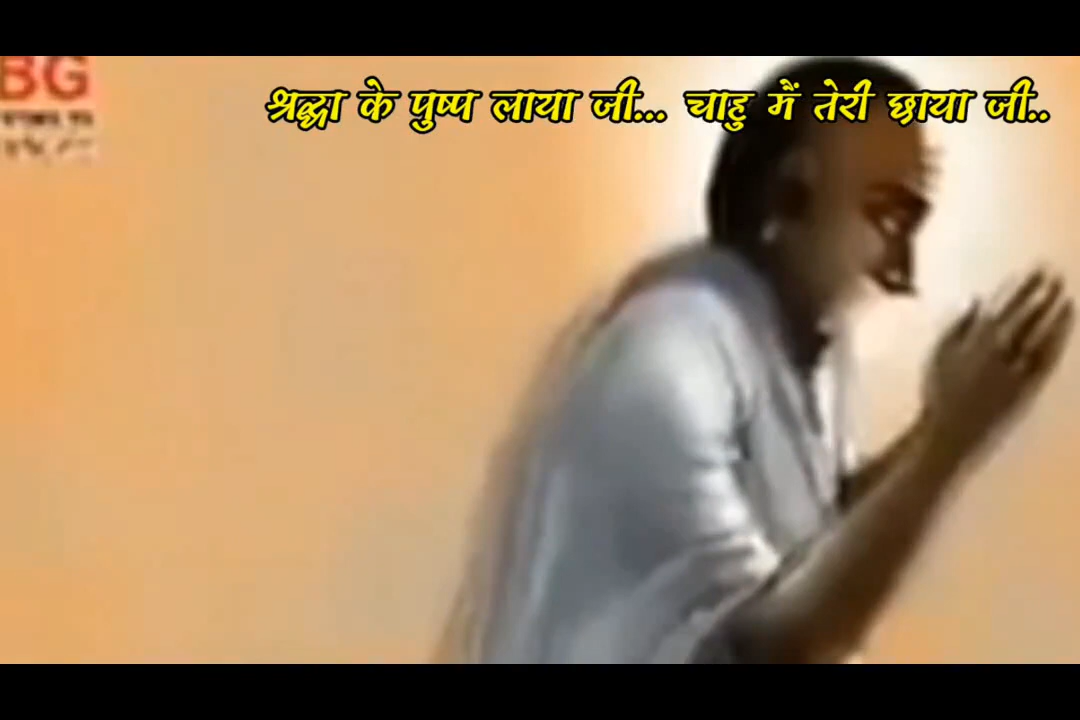 BG
श्रद्धा के पुष्प लाया जी... चाहु मैं तेरी छाया जी..